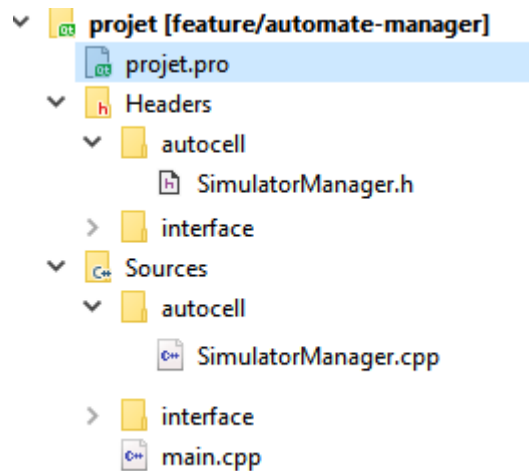 projet [feature/automate-manager]
projet.pro
Headers
autocell
SimulatorManager.h
interface
Sources
autocell
SimulatorManager.cpp
interface
main.cpp